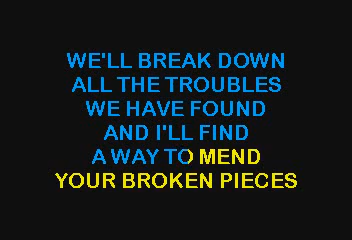 WE'LL BREAK DOWN
ALL THE TROUBLES
WE HAVE FOUND
AND I'LL FIND
A WAY TO MEND
YOUR BROKEN PIECES